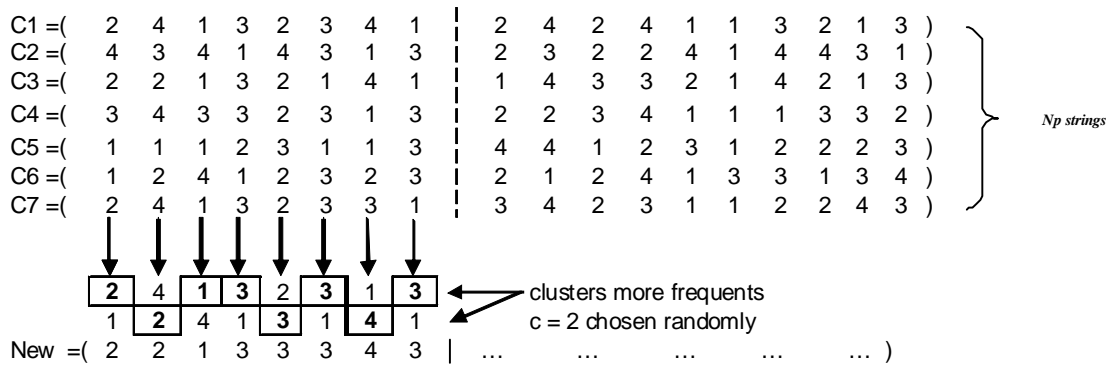 C1 =( 2 4 1 3 2 3 4 1 2 4 2 4 1 1 3 2 1 3 )
C2 =( 4 3 4 1 4 3 1 3 2 3 2 2 4 1 4 4 3 1 )
C3 =( 2 2 1 3 2 1 4 1 1 4 3 3 2 1 4 2 1 3 )
C4 =( 3 4 3 3 2 3 1 3 2 2 3 4 1 1 1 3 3 2 )
Np strings
C5 =( 1 1 1 2 3 1 1 3 4 4 1 2 3 1 2 2 2 3 )
C6 =( 1 2 4 1 2 3 2 3 2 1 2 4 1 3 3 1 3 4 )
C7 =( 2 4 1 3 2 3 3 1 3 4 2 3 1 1 2 2 4 3 )
2 4 1 3 2 3 1 3 clusters more frequents
1 2 4 1 3 1 4 1 c = 2 chosen randomly
New =( 2 2 1 3 3 3 4 3 | … … … … … )